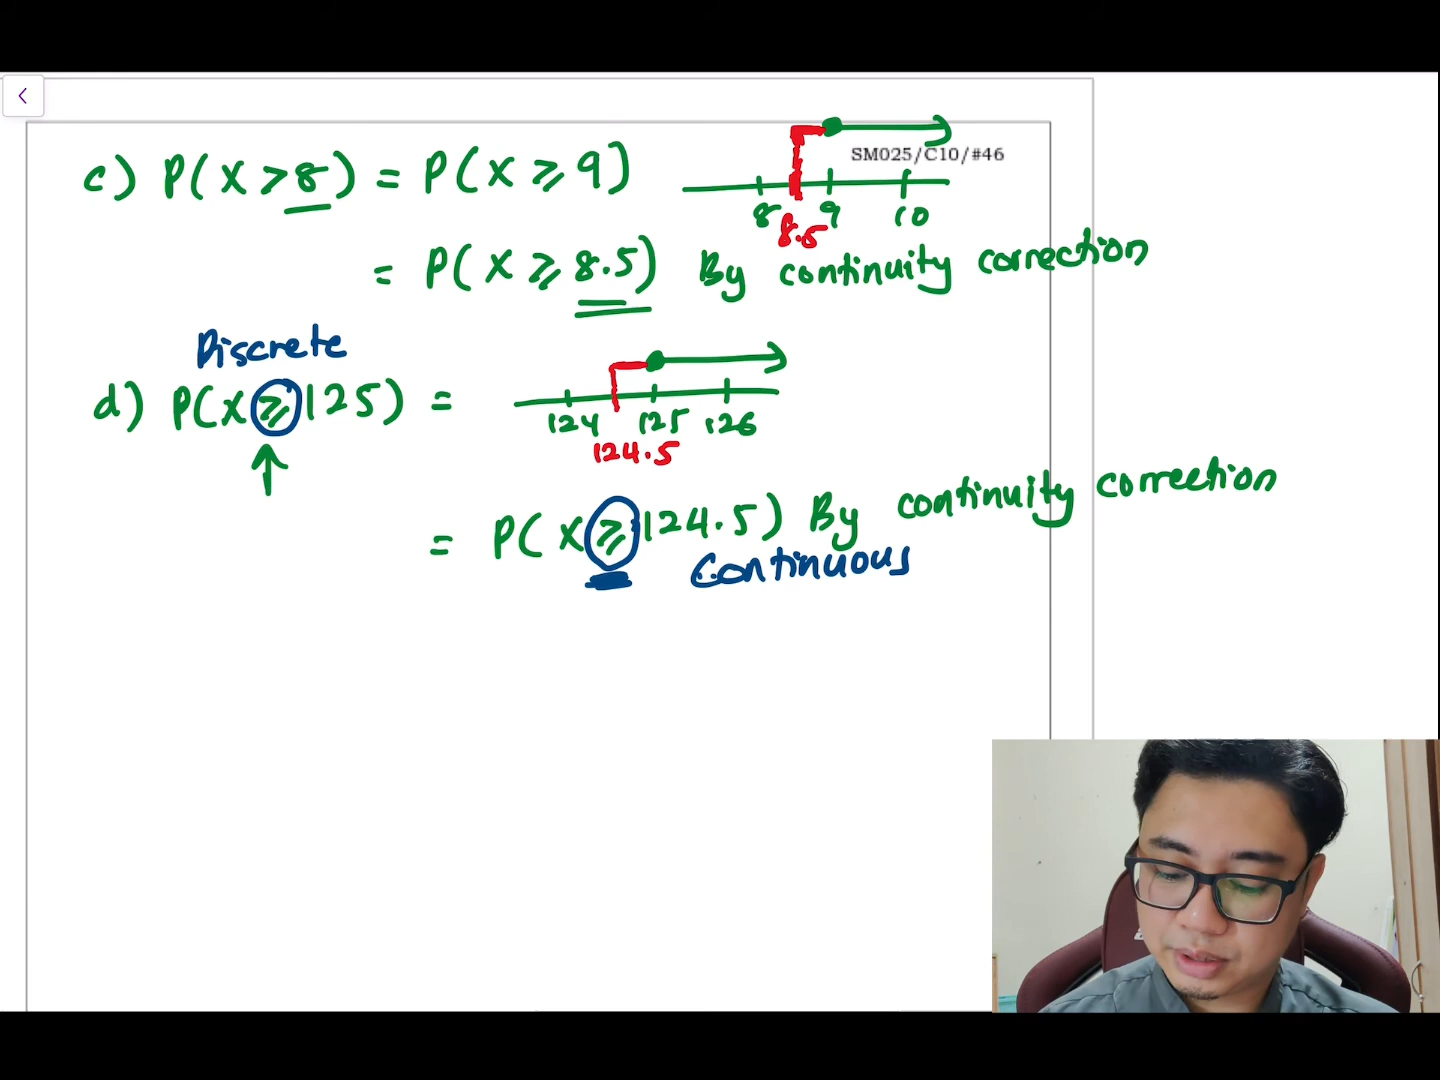 SM025/C10/#46
c) P(X > 8) = P(X ≥ 9)
8 9 10
8.5
= P(X ≥ 8.5) By continuity correction
Discrete
d) P(X ≥ 125) =
124 125 126
124.5
= P(X ≥ 124.5) By continuity correction
Continuous